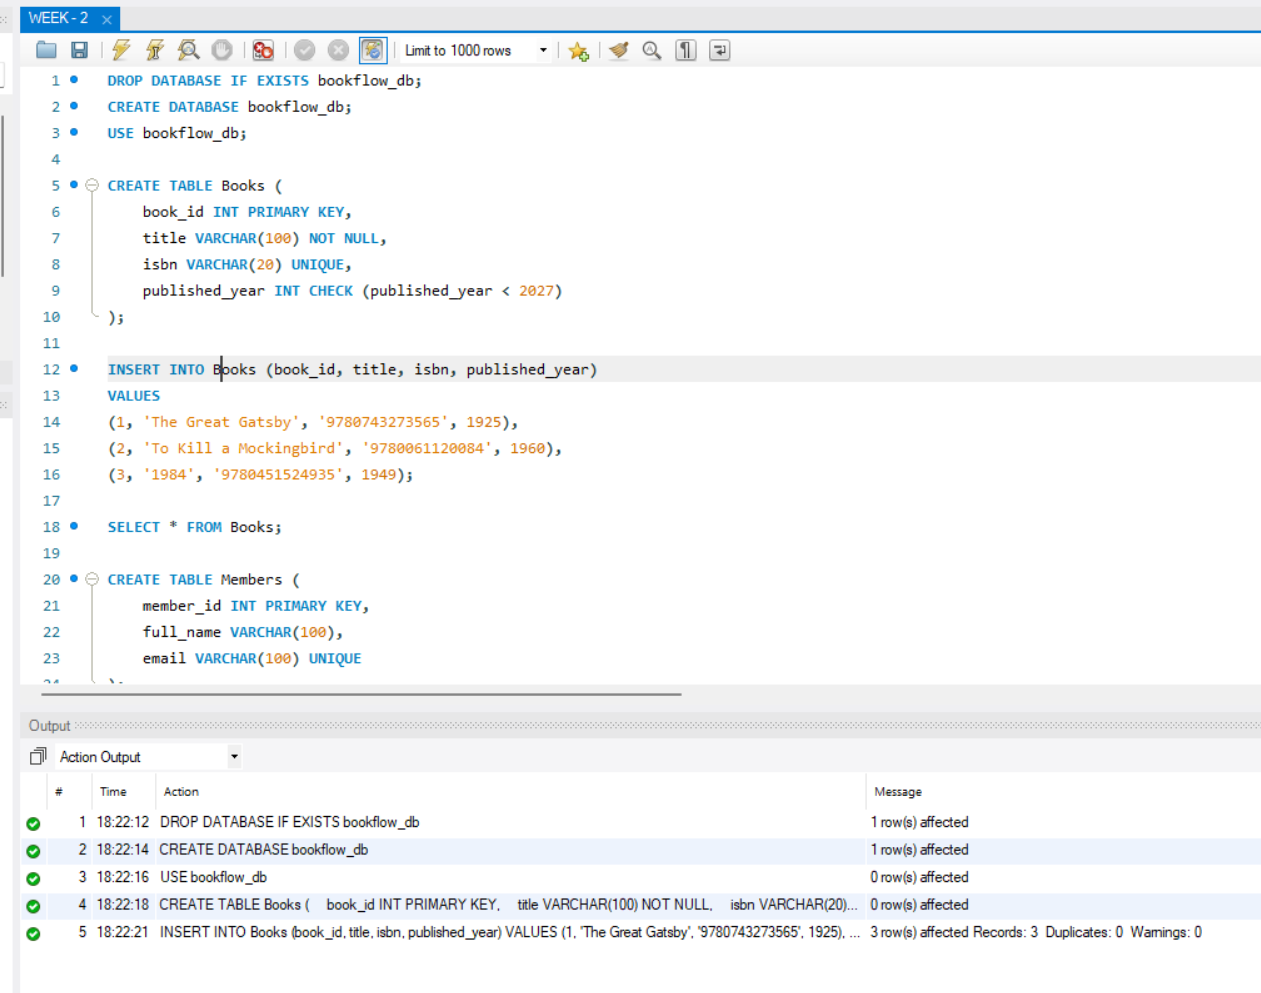 WEEK - 2
Limit to 1000 rows
1 DROP DATABASE IF EXISTS bookflow_db;
2 CREATE DATABASE bookflow_db;
3 USE bookflow_db;
4
5 CREATE TABLE Books (
6 book_id INT PRIMARY KEY,
7 title VARCHAR(100) NOT NULL,
8 isbn VARCHAR(20) UNIQUE,
9 published_year INT CHECK (published_year < 2027)
10 );
11
12 INSERT INTO Books (book_id, title, isbn, published_year)
13 VALUES
14 (1, 'The Great Gatsby', '9780743273565', 1925),
15 (2, 'To Kill a Mockingbird', '9780061120084', 1960),
16 (3, '1984', '9780451524935', 1949);
17
18 SELECT * FROM Books;
19
20 CREATE TABLE Members (
21 member_id INT PRIMARY KEY,
22 full_name VARCHAR(100),
23 email VARCHAR(100) UNIQUE
Output
Action Output
# Time Action Message
1 18:22:12 DROP DATABASE IF EXISTS bookflow_db 1 row(s) affected
2 18:22:14 CREATE DATABASE bookflow_db 1 row(s) affected
3 18:22:16 USE bookflow_db 0 row(s) affected
4 18:22:18 CREATE TABLE Books ( book_id INT PRIMARY KEY, title VARCHAR(100) NOT NULL, isbn VARCHAR(20)... 0 row(s) affected
5 18:22:21 INSERT INTO Books (book_id, title, isbn, published_year) VALUES (1, 'The Great Gatsby', '9780743273565', 1925), ... 3 row(s) affected Records: 3 Duplicates: 0 Warnings: 0